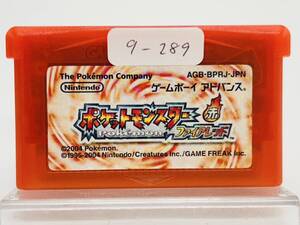 9-289
The Pokémon Company
AGB-BPRJ-JPN
Nintendo
ゲームボーイ アドバンス
ポケットモンスター
赤
POKéMON
ファイアレッド
©2004 Pokémon.
©1995-2004 Nintendo/Creatures inc./GAME FREAK inc.